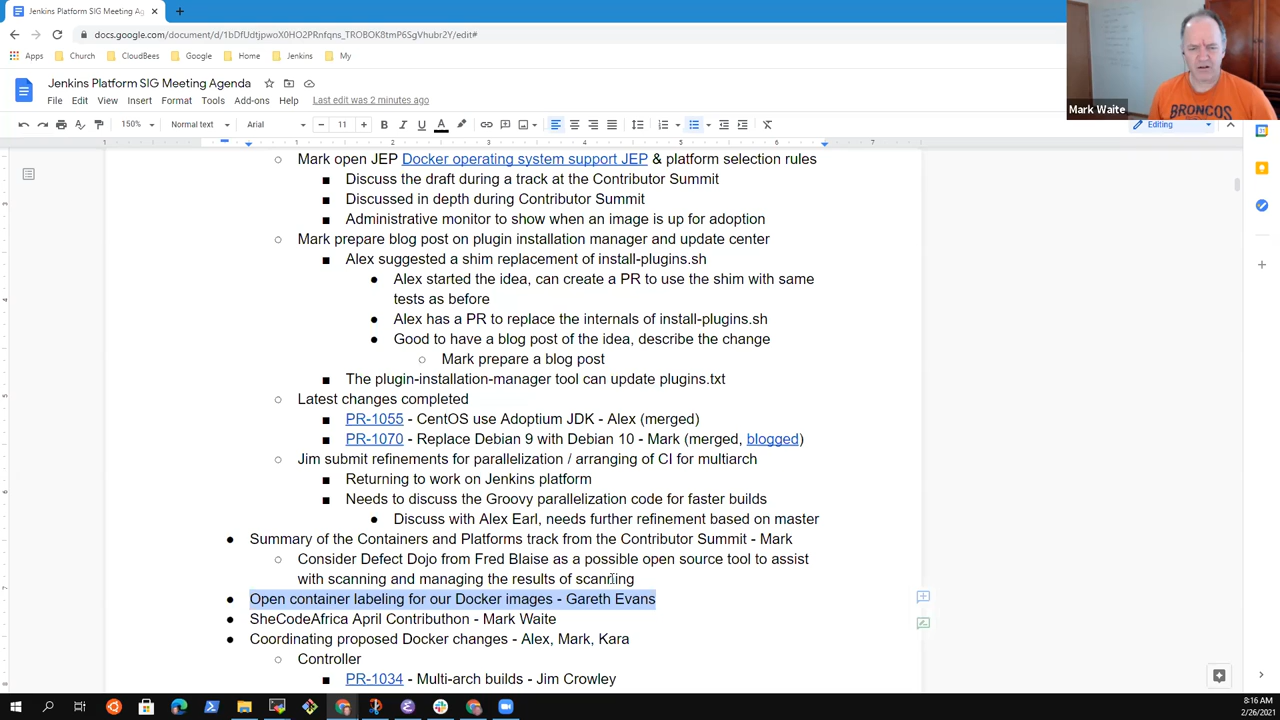 Jenkins Platform SIG Meeting Ag
docs.google.com/document/d/1bDfUdtjpwoX0HO2PRnfqns_TROBOK8tmP6SgVhubr2Y/edit#
Apps Church CloudBees Google Home Jenkins My
Jenkins Platform SIG Meeting Agenda
File Edit View Insert Format Tools Add-ons Help Last edit was 2 minutes ago
150% Normal text Arial 11 Editing
Mark Waite
BRONCOS
1 1 2 3 4 5 6 7
Mark open JEP Docker operating system support JEP & platform selection rules
Discuss the draft during a track at the Contributor Summit
Discussed in depth during Contributor Summit
Administrative monitor to show when an image is up for adoption
Mark prepare blog post on plugin installation manager and update center
Alex suggested a shim replacement of install-plugins.sh
Alex started the idea, can create a PR to use the shim with same
tests as before
Alex has a PR to replace the internals of install-plugins.sh
Good to have a blog post of the idea, describe the change
Mark prepare a blog post
The plugin-installation-manager tool can update plugins.txt
Latest changes completed
PR-1055 - CentOS use Adoptium JDK - Alex (merged)
PR-1070 - Replace Debian 9 with Debian 10 - Mark (merged, blogged)
Jim submit refinements for parallelization / arranging of CI for multiarch
Returning to work on Jenkins platform
Needs to discuss the Groovy parallelization code for faster builds
Discuss with Alex Earl, needs further refinement based on master
Summary of the Containers and Platforms track from the Contributor Summit - Mark
Consider Defect Dojo from Fred Blaise as a possible open source tool to assist
with scanning and managing the results of scanning
Open container labeling for our Docker images - Gareth Evans
SheCodeAfrica April Contributhon - Mark Waite
Coordinating proposed Docker changes - Alex, Mark, Kara
Controller
PR-1034 - Multi-arch builds - Jim Crowley
8:16 AM
2/26/2021